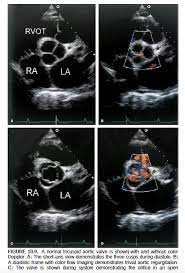 RVOT
RA
LA
A
B
RA
LA
C
D
FIGURE 10.9. A normal tricuspid aortic valve is shown with and without color
Doppler. A: The short-axis view demonstrates the three cusps during diastole. B:
A diastolic frame with color flow imaging demonstrates trivial aortic regurgitation.
C: The valve is shown during systole demonstrating the orifice in an open